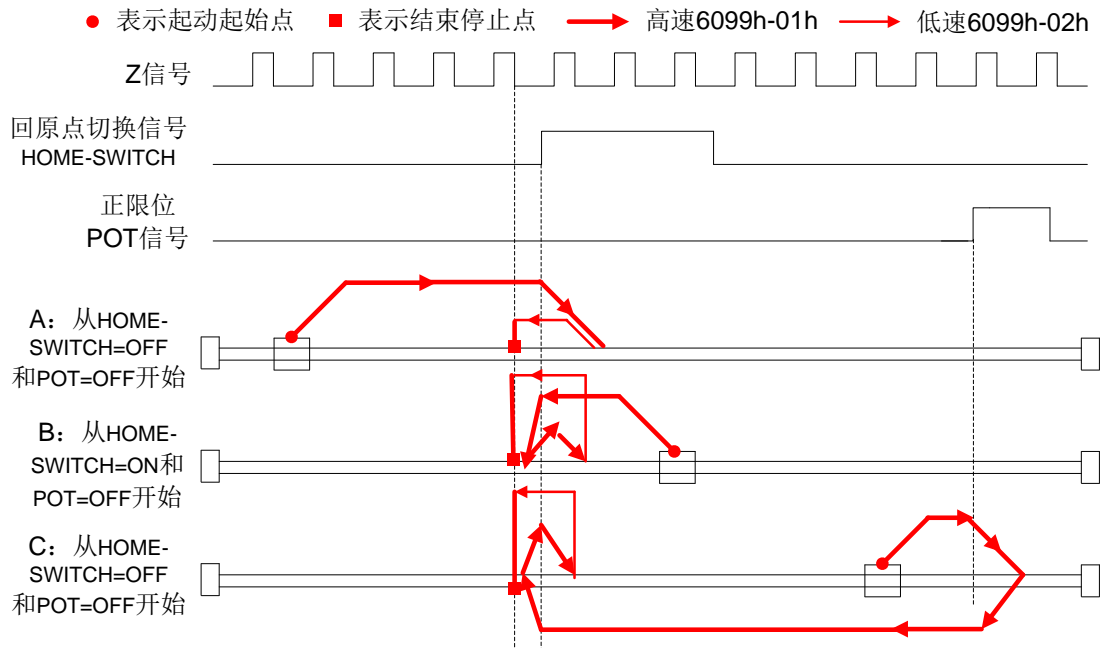 表示起动起始点 表示结束停止点 高速6099h-01h 低速6099h-02h
Z信号
回原点切换信号
HOME-SWITCH
正限位
POT信号
A：从HOME-
SWITCH=OFF
和POT=OFF开始
B：从HOME-
SWITCH=ON和
POT=OFF开始
C：从HOME-
SWITCH=OFF
和POT=OFF开始